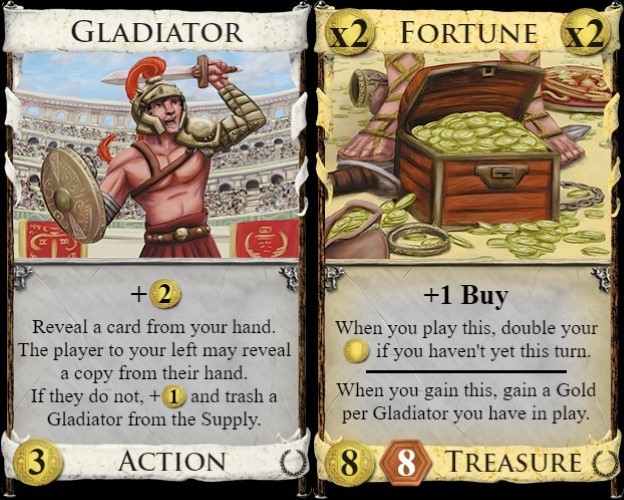 GLADIATOR
+ 2
Reveal a card from your hand.
The player to your left may reveal
a copy from their hand.
If they do not, + 1 and trash a
Gladiator from the Supply.
3 ACTION
x2 FORTUNE x2
+1 Buy
When you play this, double your
if you haven't yet this turn.
When you gain this, gain a Gold
per Gladiator you have in play.
8 8 TREASURE